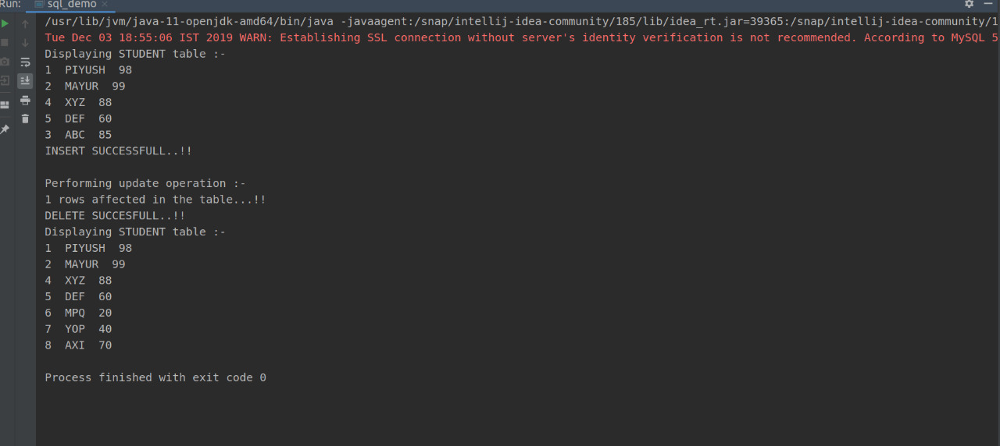 Run: sql_demo
/usr/lib/jvm/java-11-openjdk-amd64/bin/java -javaagent:/snap/intellij-idea-community/185/lib/idea_rt.jar=39365:/snap/intellij-idea-community/1
Tue Dec 03 18:55:06 IST 2019 WARN: Establishing SSL connection without server's identity verification is not recommended. According to MySQL 5
Displaying STUDENT table :-
1 PIYUSH 98
2 MAYUR 99
4 XYZ 88
5 DEF 60
3 ABC 85
INSERT SUCCESSFULL..!!
Performing update operation :-
1 rows affected in the table...!!
DELETE SUCCESFULL..!!
Displaying STUDENT table :-
1 PIYUSH 98
2 MAYUR 99
4 XYZ 88
5 DEF 60
6 MPQ 20
7 YOP 40
8 AXI 70
Process finished with exit code 0